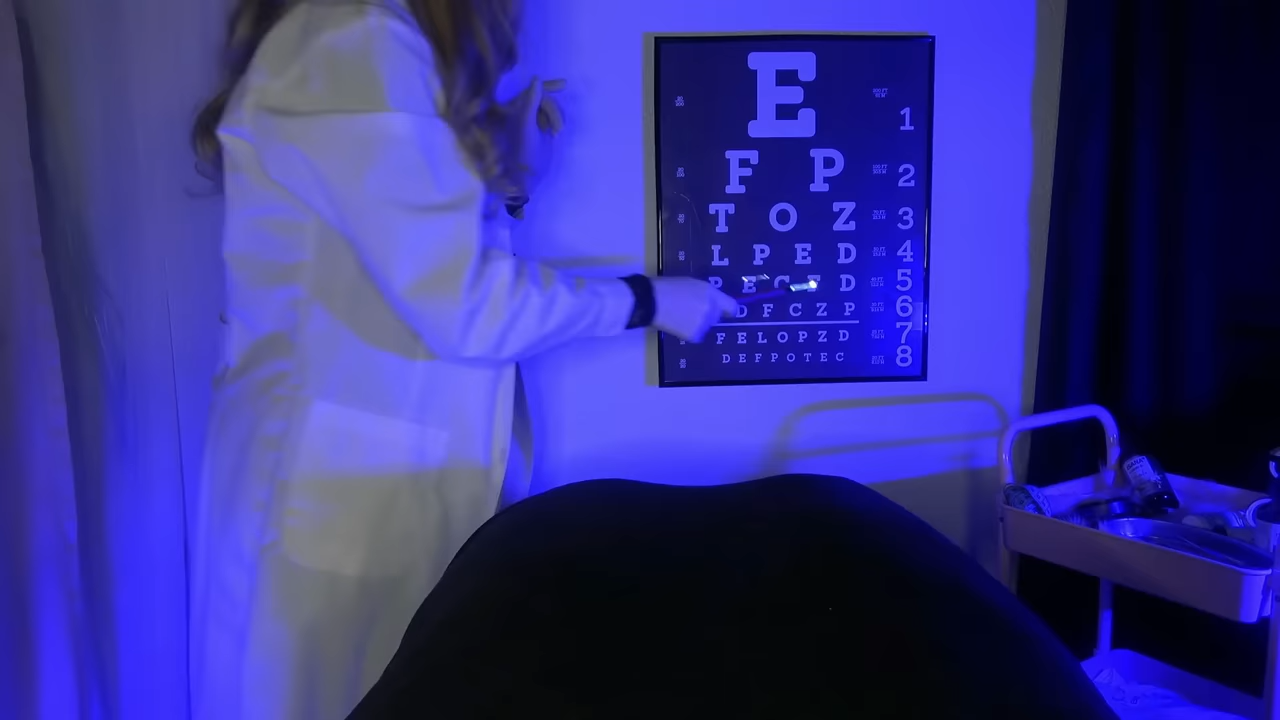 E 1
F P 2
T O Z 3
L P E D 4
P E C F D 5
D F C Z P 6
F E L O P Z D 7
D E F P O T E C 8